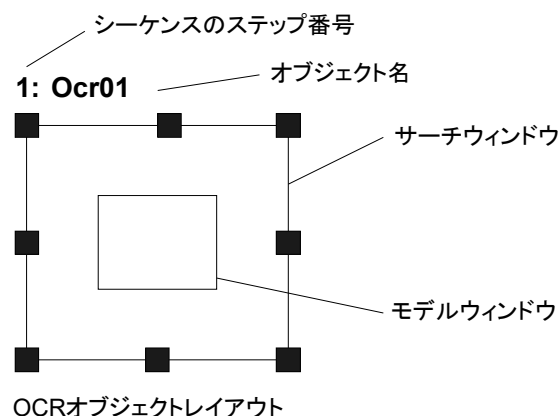 シーケンスのステップ番号
1: Ocr01
オブジェクト名
サーチウィンドウ
モデルウィンドウ
OCRオブジェクトレイアウト